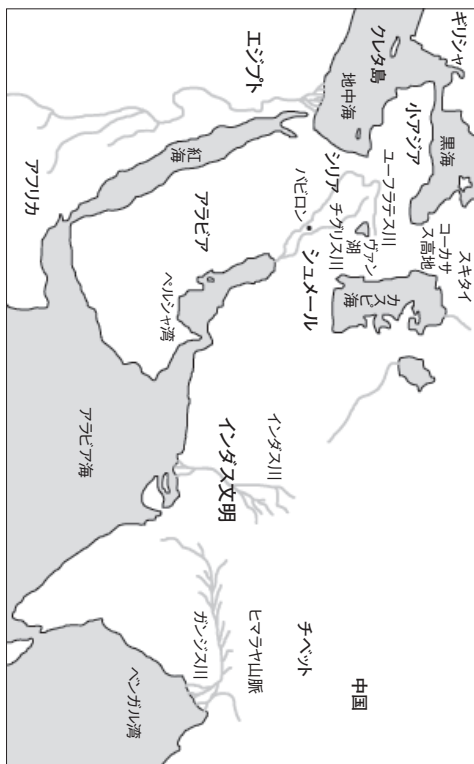 ギリシャ
クレタ島
地中海
小アジア
黒海
スキタイ
コーカサ
ス高地
エジプト
シリア
ユーフラテス川
チグリス川
バビロン
ヴァン
湖
カスピ
海
シュメール
紅海
アラビア
ペルシャ湾
アフリカ
アラビア海
インダス川
インダス文明
ガンジス川
ヒマラヤ山脈
チベット
中国
ベンガル湾